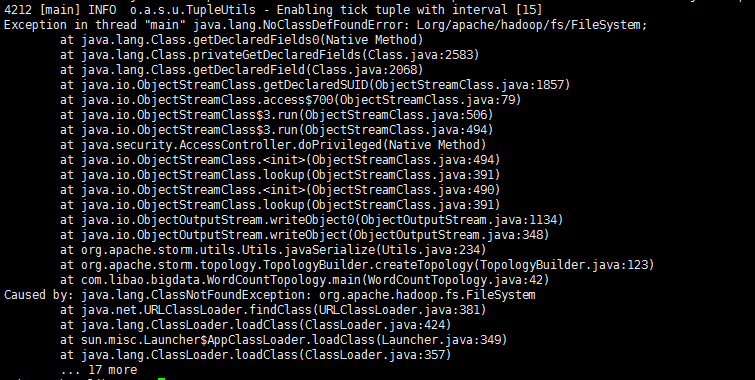 4212 [main] INFO  o.a.s.u.TupleUtils - Enabling tick tuple with interval [15]
Exception in thread "main" java.lang.NoClassDefFoundError: Lorg/apache/hadoop/fs/FileSystem;
        at java.lang.Class.getDeclaredFields0(Native Method)
        at java.lang.Class.privateGetDeclaredFields(Class.java:2583)
        at java.lang.Class.getDeclaredField(Class.java:2068)
        at java.io.ObjectStreamClass.getDeclaredSUID(ObjectStreamClass.java:1857)
        at java.io.ObjectStreamClass.access$700(ObjectStreamClass.java:79)
        at java.io.ObjectStreamClass$3.run(ObjectStreamClass.java:506)
        at java.io.ObjectStreamClass$3.run(ObjectStreamClass.java:494)
        at java.security.AccessController.doPrivileged(Native Method)
        at java.io.ObjectStreamClass.<init>(ObjectStreamClass.java:494)
        at java.io.ObjectStreamClass.lookup(ObjectStreamClass.java:391)
        at java.io.ObjectStreamClass.<init>(ObjectStreamClass.java:490)
        at java.io.ObjectStreamClass.lookup(ObjectStreamClass.java:391)
        at java.io.ObjectOutputStream.writeObject0(ObjectOutputStream.java:1134)
        at java.io.ObjectOutputStream.writeObject(ObjectOutputStream.java:348)
        at org.apache.storm.utils.Utils.javaSerialize(Utils.java:234)
        at org.apache.storm.topology.TopologyBuilder.createTopology(TopologyBuilder.java:123)
        at com.libao.bigdata.WordCountTopology.main(WordCountTopology.java:42)
Caused by: java.lang.ClassNotFoundException: org.apache.hadoop.fs.FileSystem
        at java.net.URLClassLoader.findClass(URLClassLoader.java:381)
        at java.lang.ClassLoader.loadClass(ClassLoader.java:424)
        at sun.misc.Launcher$AppClassLoader.loadClass(Launcher.java:349)
        at java.lang.ClassLoader.loadClass(ClassLoader.java:357)
        ... 17 more